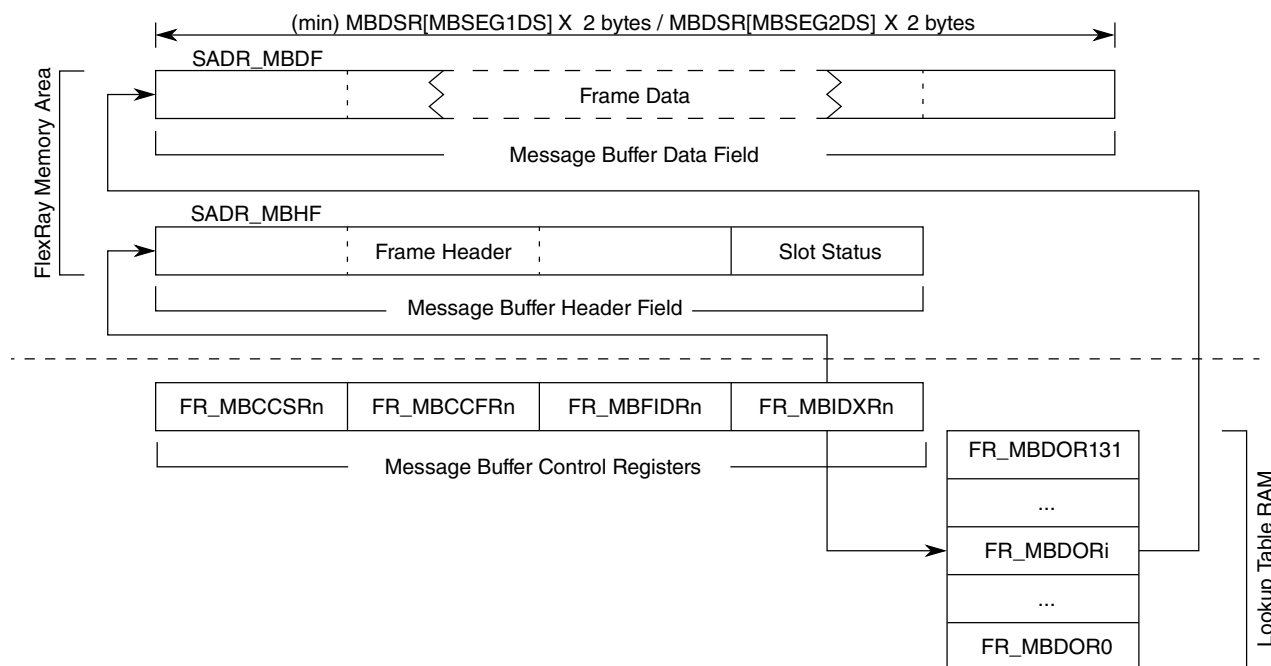 (min) MBDSR[MBSEG1DS] X 2 bytes / MBDSR[MBSEG2DS] X 2 bytes
SADR_MBDF
Frame Data
Message Buffer Data Field
FlexRay Memory Area
SADR_MBHF
Frame Header
Slot Status
Message Buffer Header Field
FR_MBCCSRn
FR_MBCCFRn
FR_MBFIDRn
FR_MBIDXRn
Message Buffer Control Registers
FR_MBDOR131
...
FR_MBDORi
...
FR_MBDOR0
Lookup Table RAM